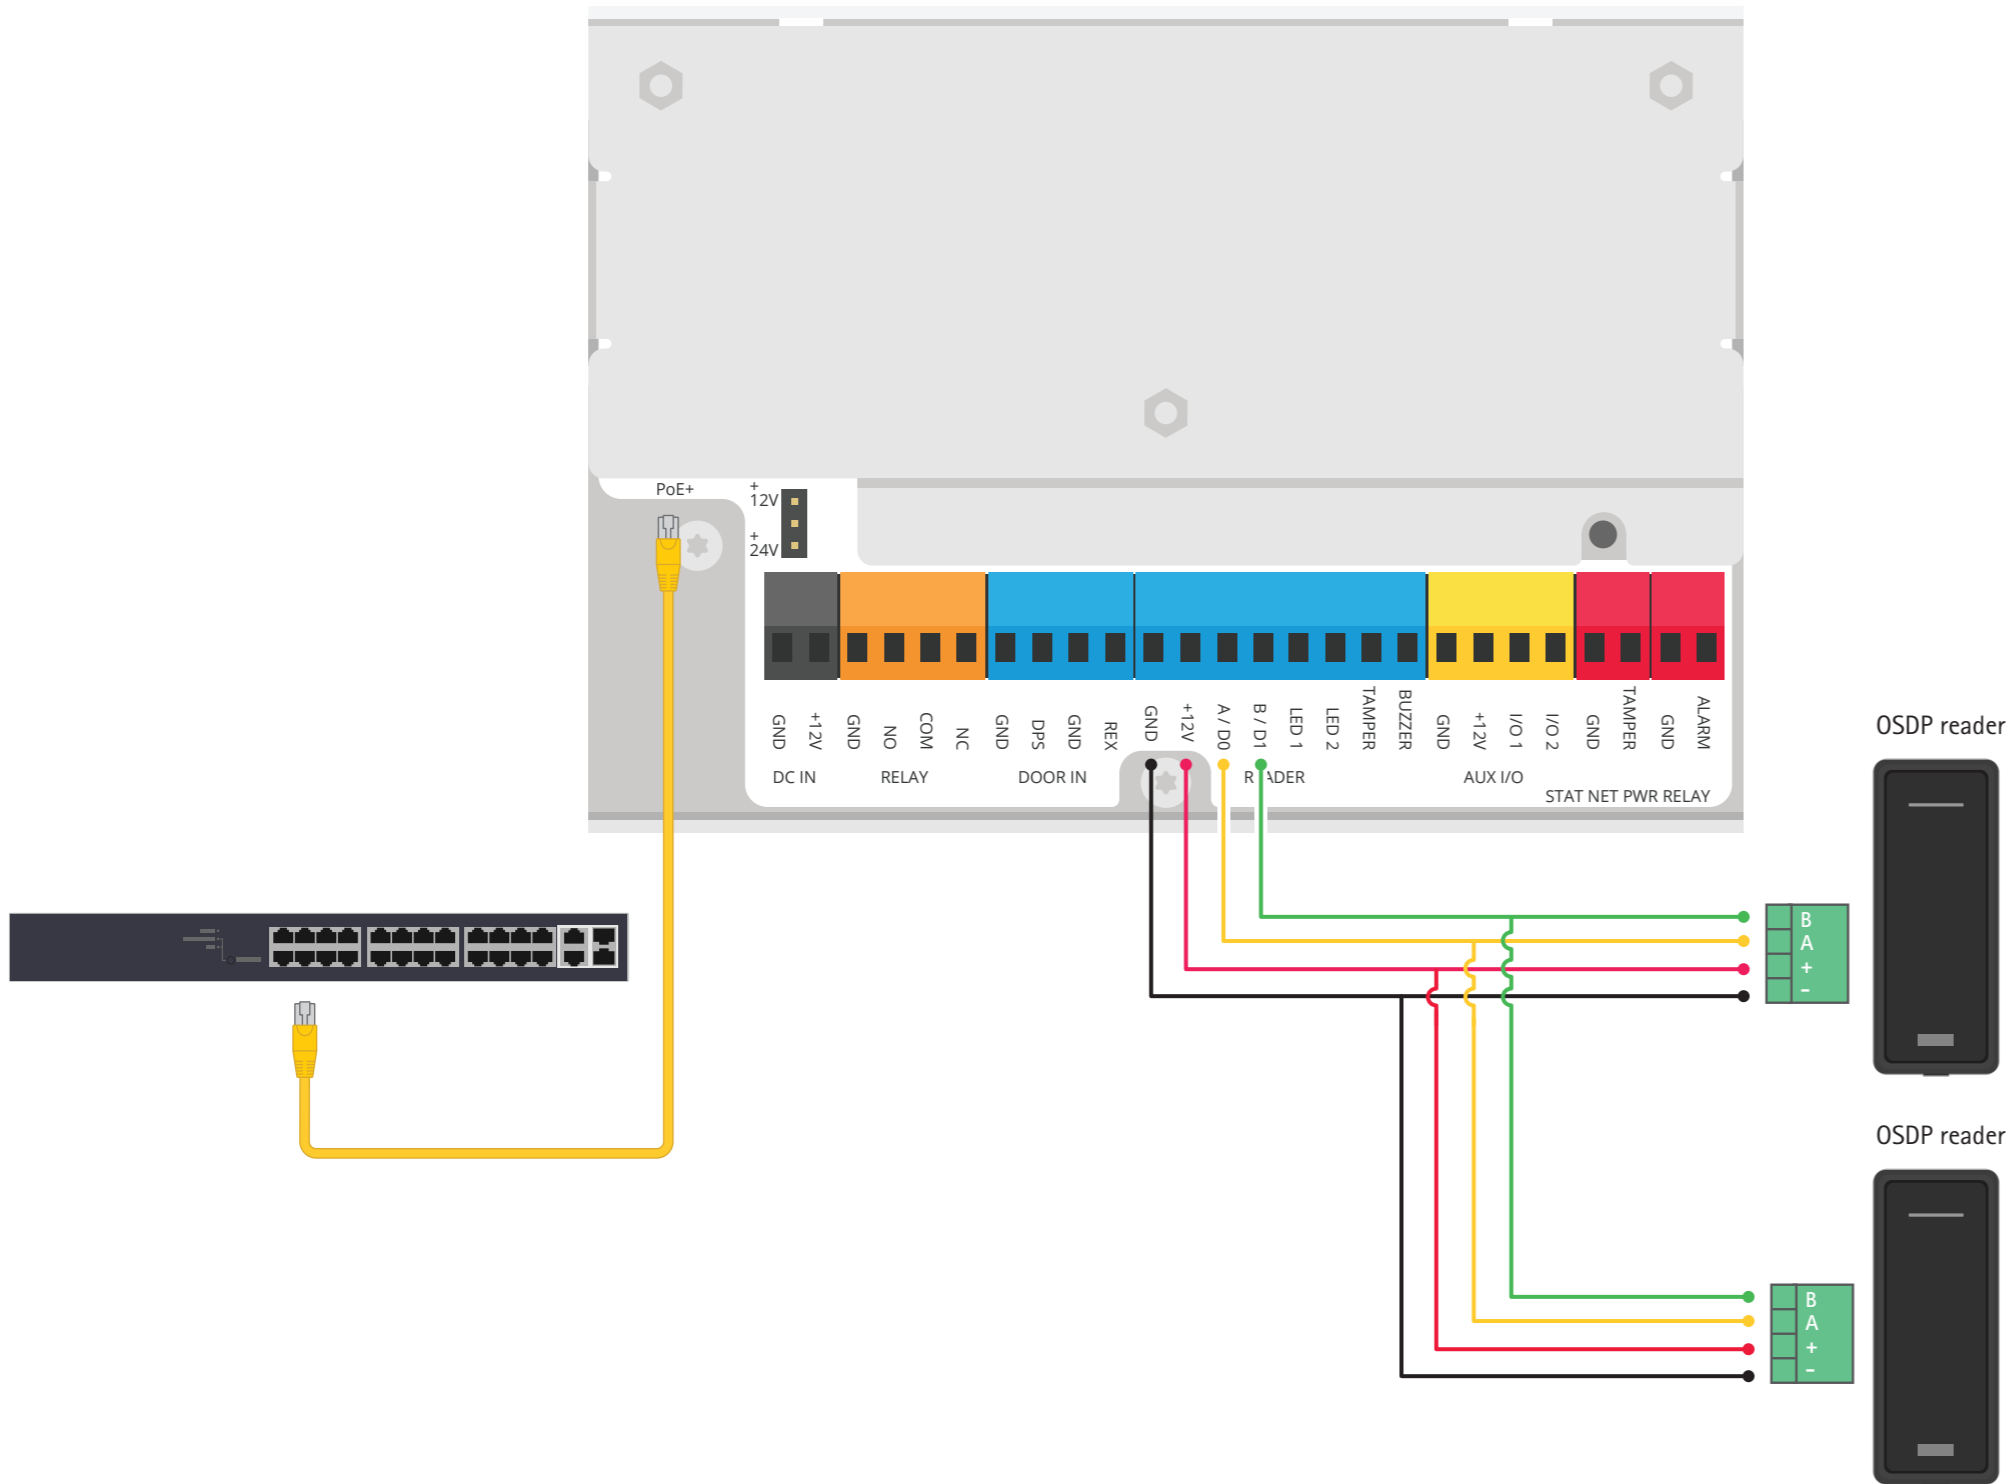 PoE+
+
12V
+
24V
GND
+12V
GND
NO
COM
NC
GND
DPS
GND
REX
GND
+12V
A / D0
B / D1
LED 1
LED 2
TAMPER
BUZZER
GND
+12V
I/O 1
I/O 2
GND
TAMPER
GND
ALARM
DC IN
RELAY
DOOR IN
READER
AUX I/O
STAT NET PWR RELAY
OSDP reader
B
A
+
-
OSDP reader
B
A
+
-